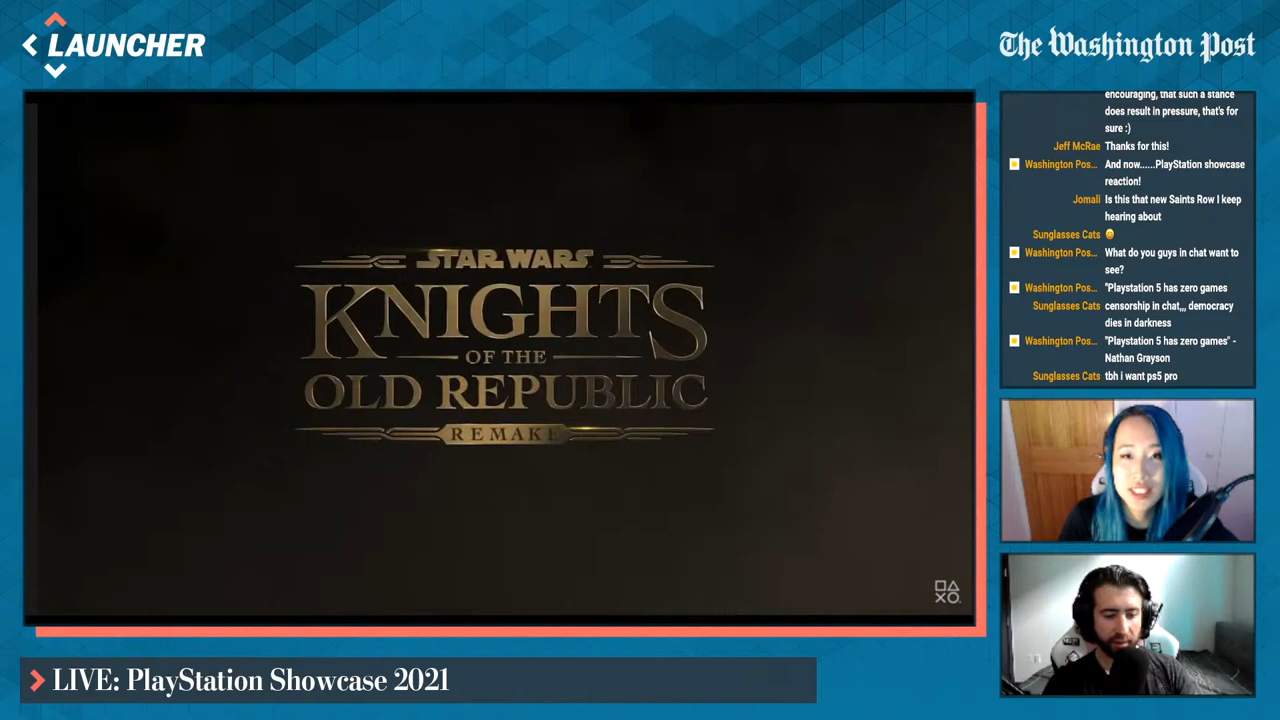 LAUNCHER
The Washington Post
STAR WARS
KNIGHTS
OF THE
OLD REPUBLIC
REMAKE
encouraging, that such a stance
does result in pressure, that's for
sure :)
Jeff McRae Thanks for this!
Washington Pos... And now......PlayStation showcase
reaction!
Jomali Is this that new Saints Row I keep
hearing about
Sunglasses Cats 😄
Washington Pos... What do you guys in chat want to
see?
Washington Pos... "Playstation 5 has zero games
Sunglasses Cats censorship in chat,,, democracy
dies in darkness
Washington Pos... "Playstation 5 has zero games" -
Nathan Grayson
Sunglasses Cats tbh i want ps5 pro
LIVE: PlayStation Showcase 2021